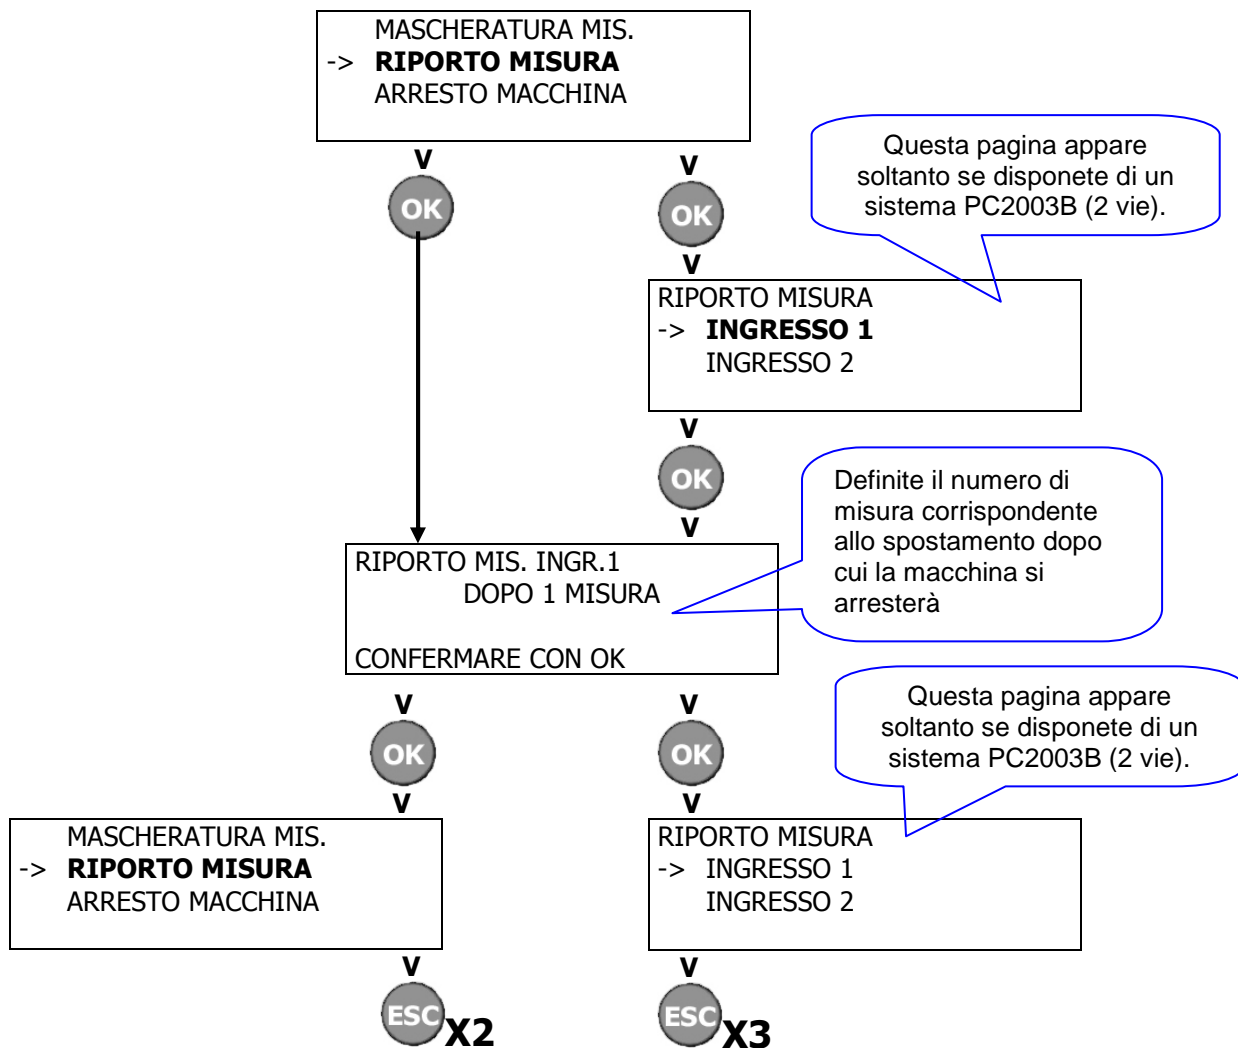 MASCHERATURA MIS.
-> RIPORTO MISURA
ARRESTO MACCHINA
v
v
OK
OK
Questa pagina appare
soltanto se disponete di un
sistema PC2003B (2 vie).
v
RIPORTO MISURA
-> INGRESSO 1
INGRESSO 2
v
OK
v
Definite il numero di
misura corrispondente
allo spostamento dopo
cui la macchina si
arresterà
RIPORTO MIS. INGR.1
DOPO 1 MISURA
CONFERMARE CON OK
v
v
OK
OK
v
v
Questa pagina appare
soltanto se disponete di un
sistema PC2003B (2 vie).
MASCHERATURA MIS.
-> RIPORTO MISURA
ARRESTO MACCHINA
RIPORTO MISURA
-> INGRESSO 1
INGRESSO 2
v
v
ESC X2
ESC X3